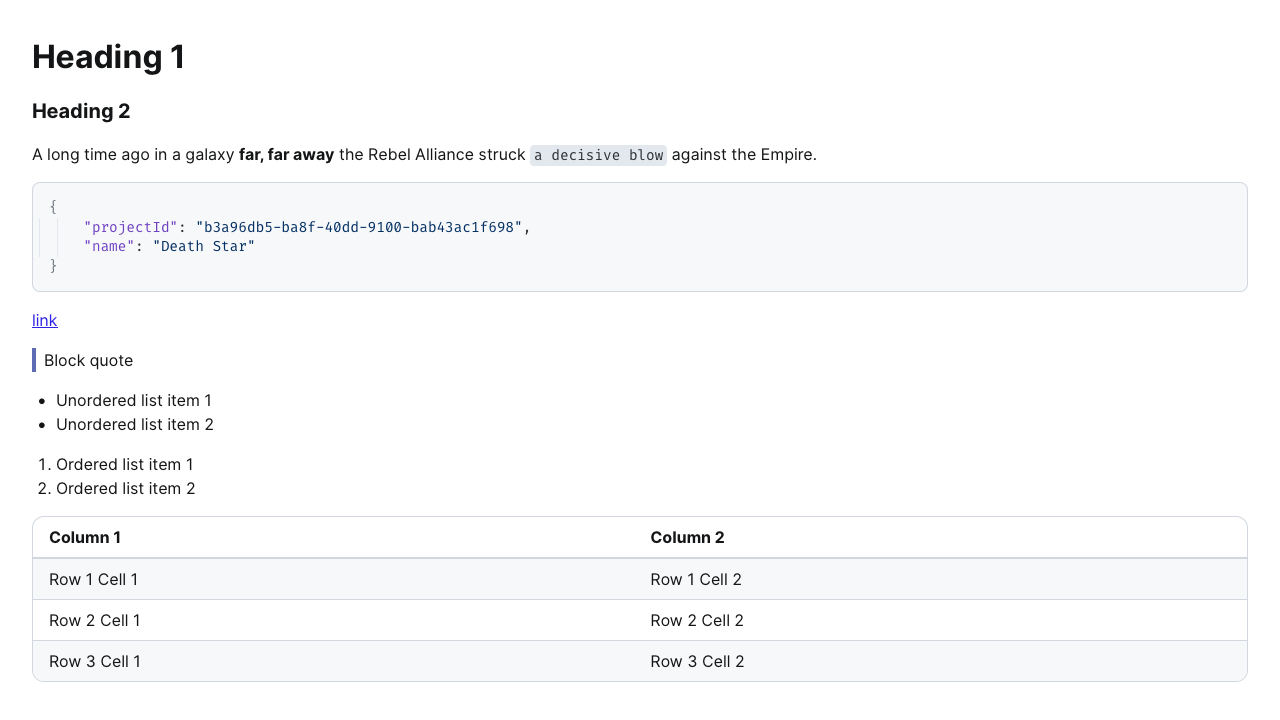 Heading 1
Heading 2
A long time ago in a galaxy far, far away the Rebel Alliance struck a decisive blow against the Empire.
{
    "projectId": "b3a96db5-ba8f-40dd-9100-bab43ac1f698",
    "name": "Death Star"
}
link
Block quote
• Unordered list item 1
• Unordered list item 2
1. Ordered list item 1
2. Ordered list item 2
Column 1 Column 2
Row 1 Cell 1 Row 1 Cell 2
Row 2 Cell 1 Row 2 Cell 2
Row 3 Cell 1 Row 3 Cell 2